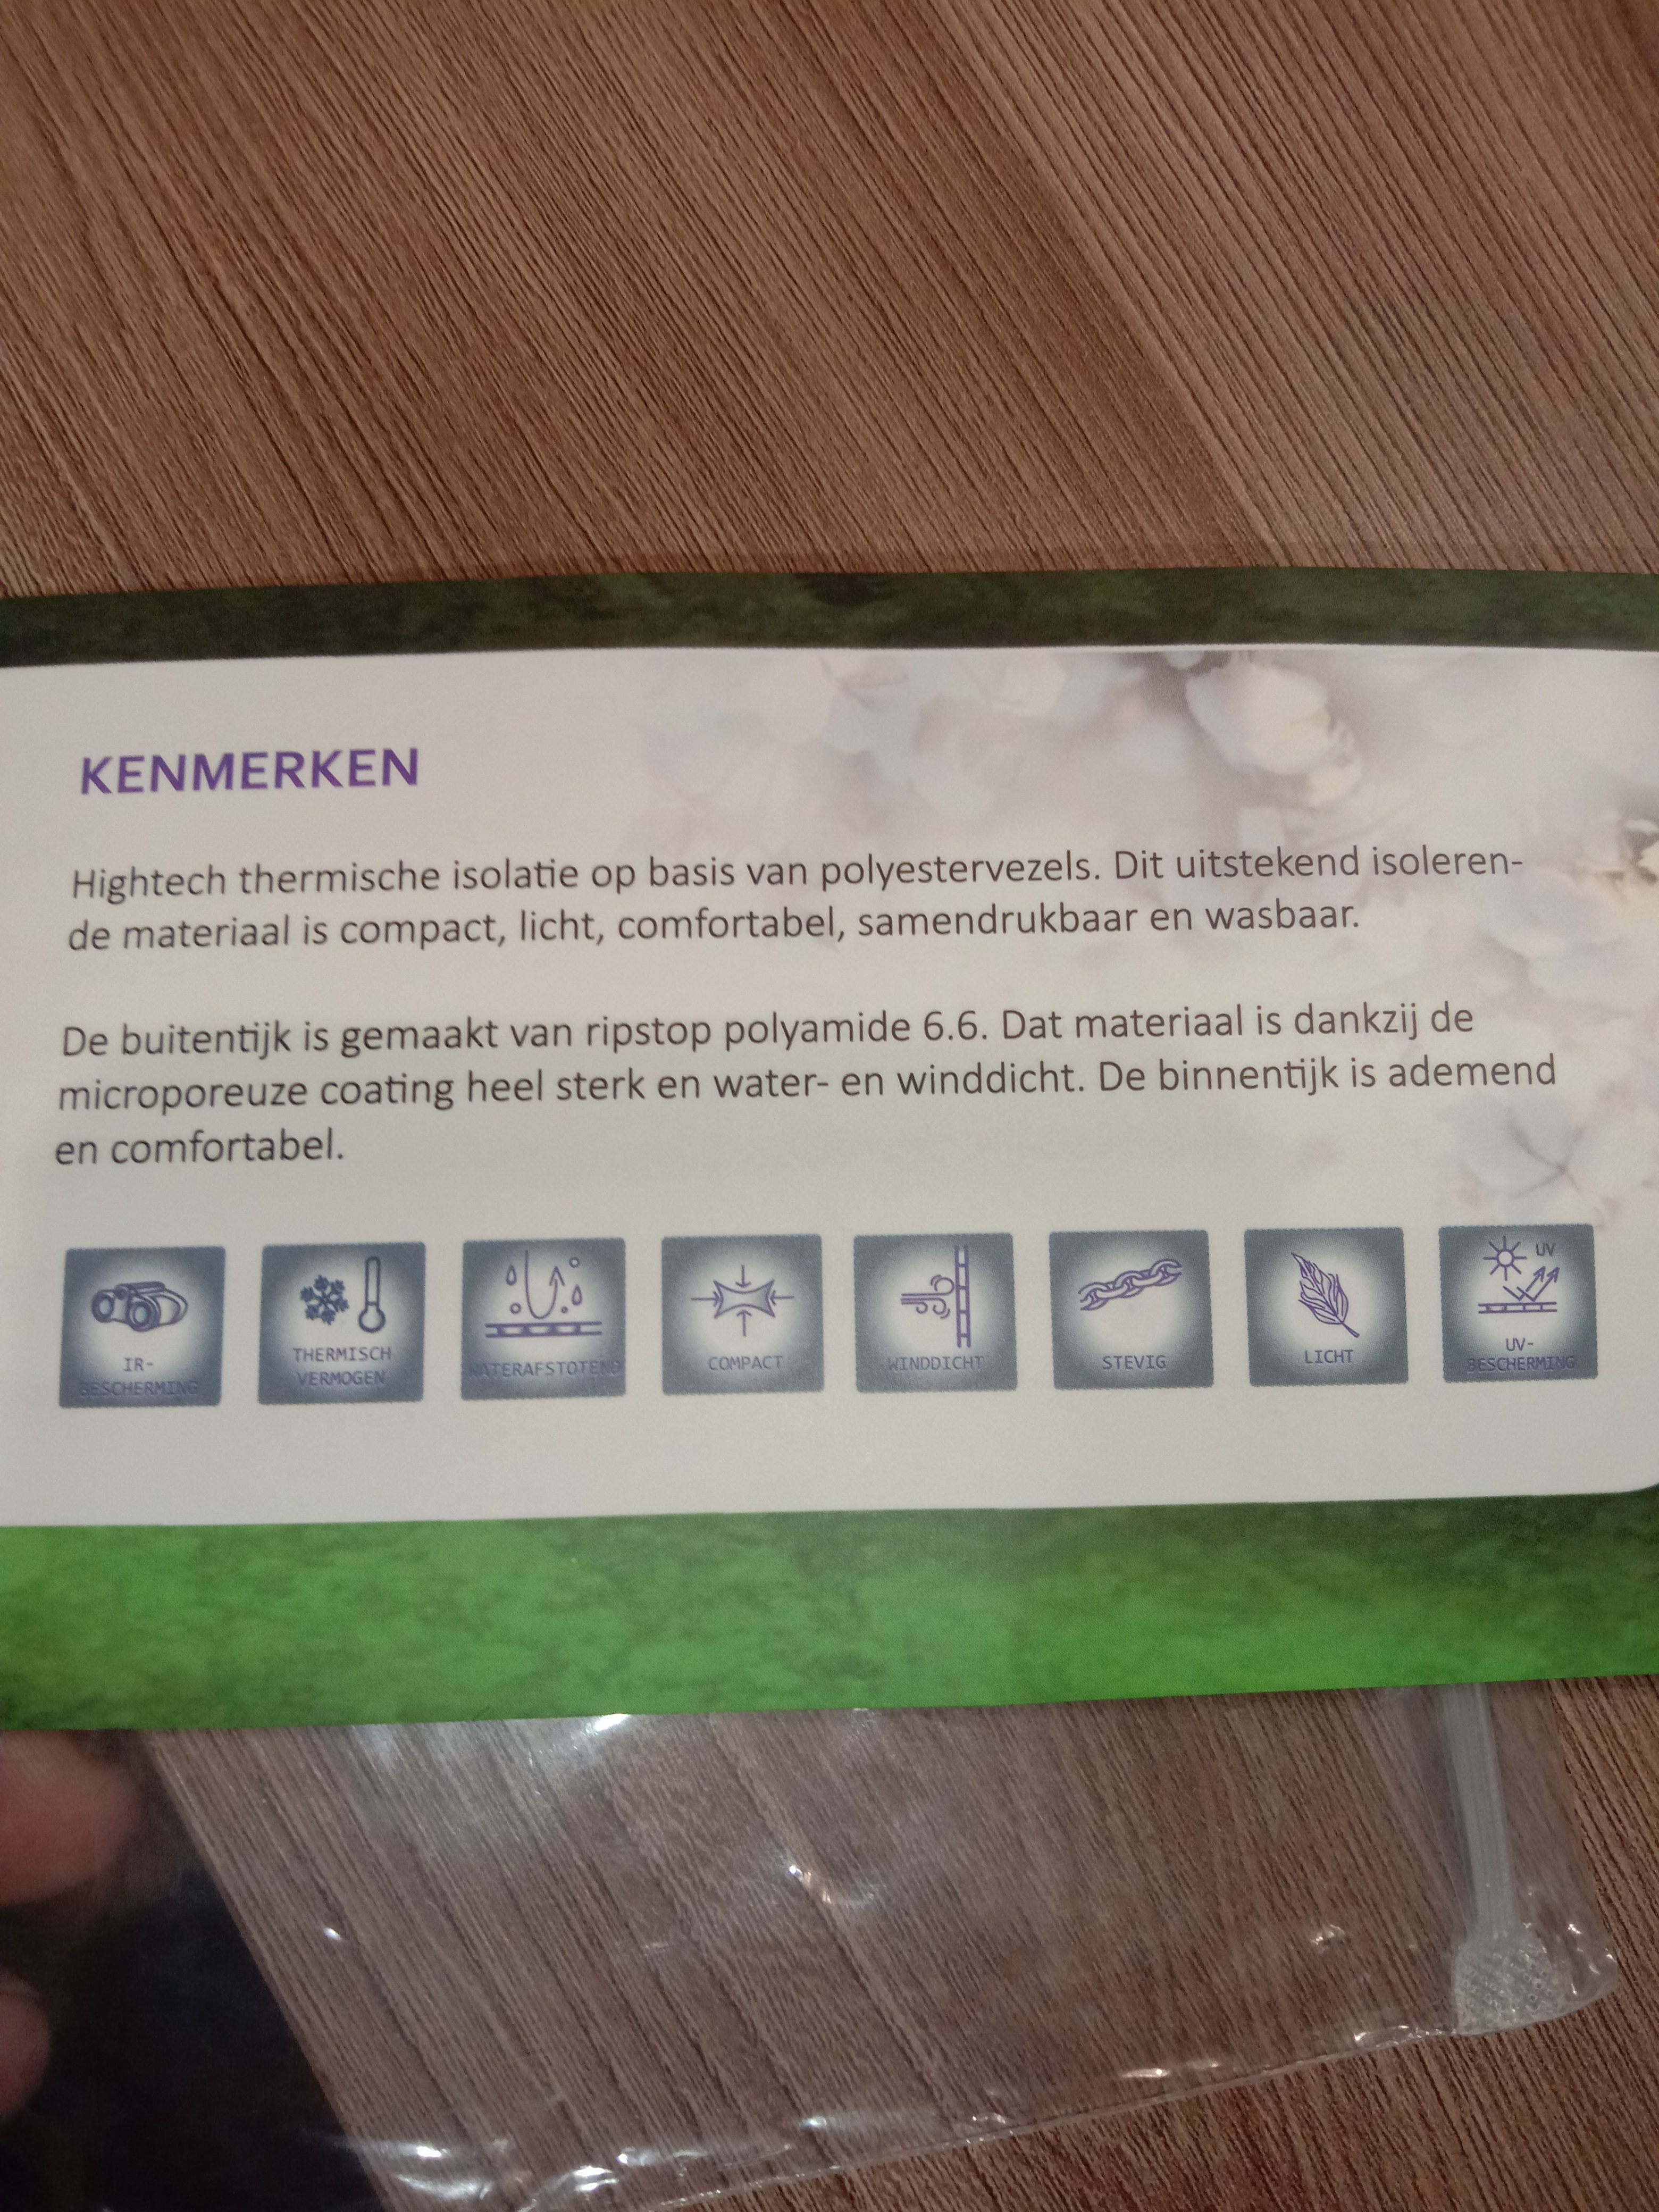 KENMERKEN
Hightech thermische isolatie op basis van polyestervezels. Dit uitstekend isoleren-
de materiaal is compact, licht, comfortabel, samendrukbaar en wasbaar.
De buitentijk is gemaakt van ripstop polyamide 6.6. Dat materiaal is dankzij de
microporeuze coating heel sterk en water- en winddicht. De binnentijk is ademend
en comfortabel.
IR-
BESCHERMING
THERMISCH
VERMOGEN
WATERAFSTOTEND
COMPACT
WINDDICHT
STEVIG
LICHT
UV
UV-
BESCHERMING